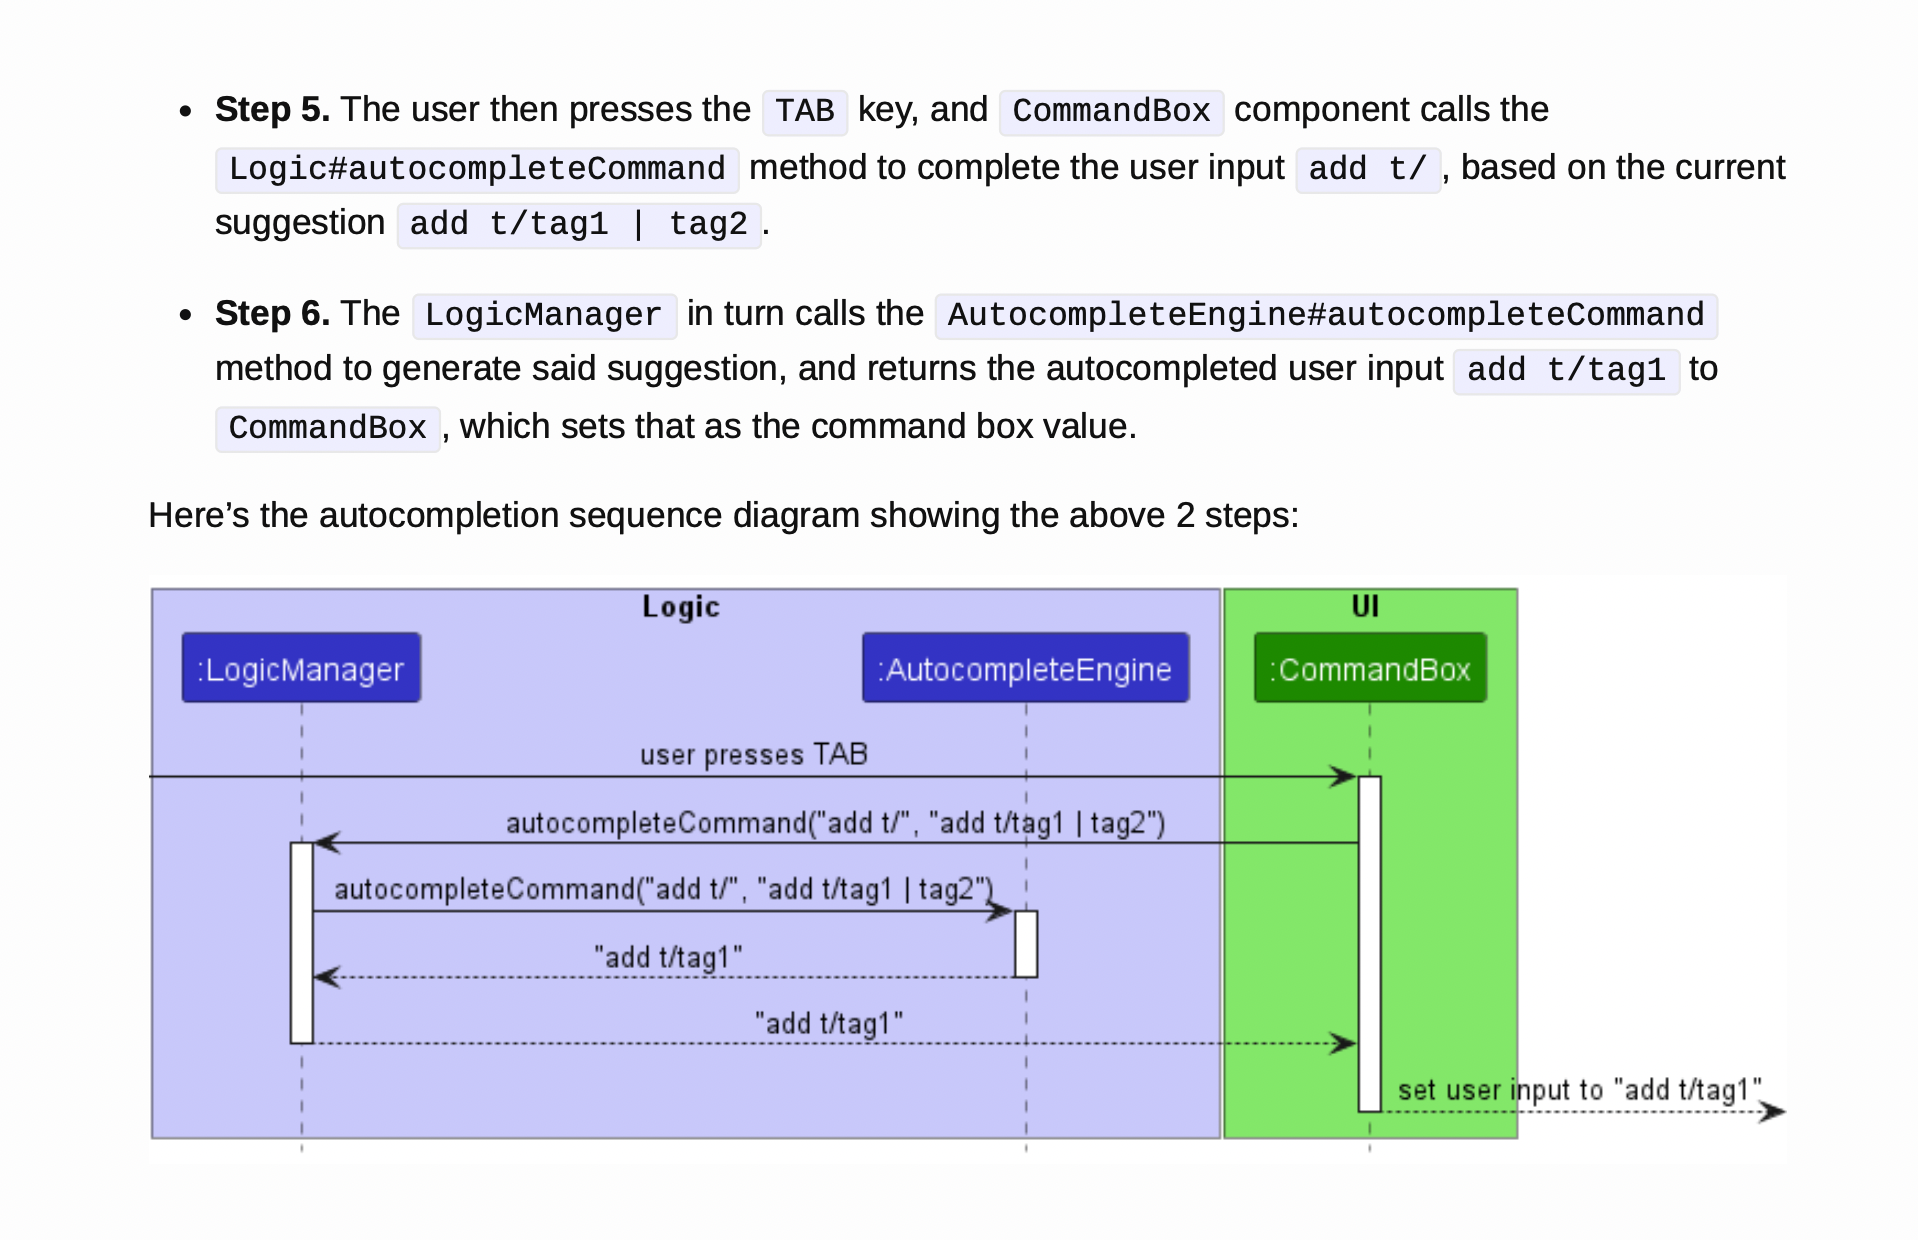 • Step 5. The user then presses the TAB key, and CommandBox component calls the
Logic#autocompleteCommand method to complete the user input add t/ , based on the current
suggestion add t/tag1 | tag2 .
• Step 6. The LogicManager in turn calls the AutocompleteEngine#autocompleteCommand
method to generate said suggestion, and returns the autocompleted user input add t/tag1 to
CommandBox , which sets that as the command box value.
Here’s the autocompletion sequence diagram showing the above 2 steps:
Logic
UI
:LogicManager
:AutocompleteEngine
:CommandBox
user presses TAB
autocompleteCommand("add t/", "add t/tag1 | tag2")
autocompleteCommand("add t/", "add t/tag1 | tag2")
"add t/tag1"
"add t/tag1"
set user input to "add t/tag1"